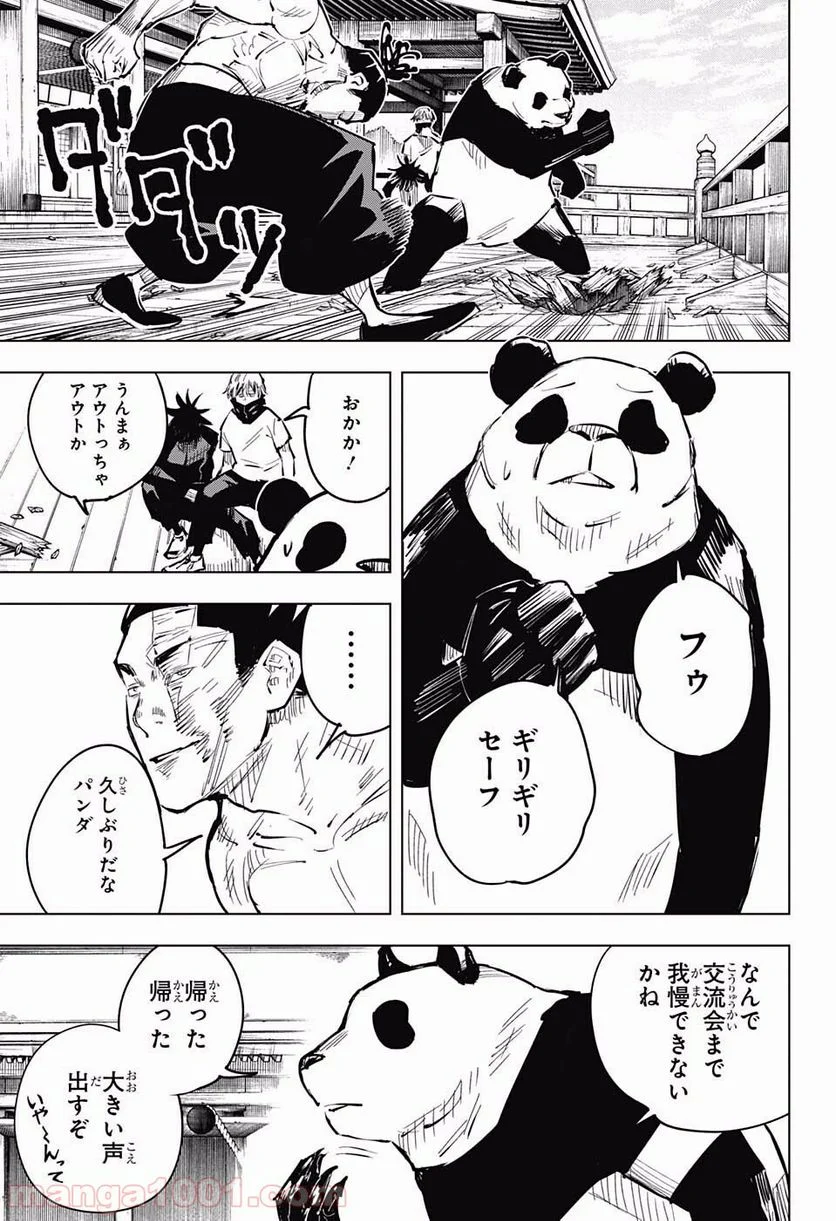 ダダダダ
フゥ
ギリギリ
セーフ
おかか!
うんまぁ
アウトっちゃ
アウトか
……
久しぶりだな
パンダ
なんで
交流会まで
我慢できない
かね
帰った
帰った
大きい声
出すぞ
いや〜んって
manga1001.com